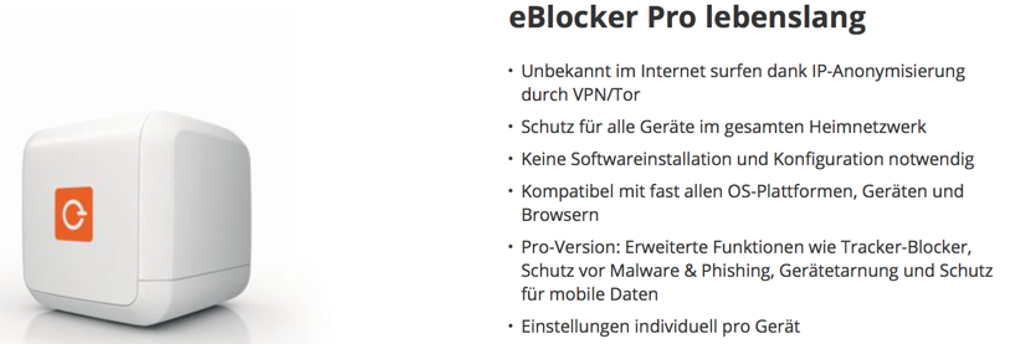 eBlocker Pro lebenslang
• Unbekannt im Internet surfen dank IP-Anonymisierung
durch VPN/Tor
• Schutz für alle Geräte im gesamten Heimnetzwerk
• Keine Softwareinstallation und Konfiguration notwendig
• Kompatibel mit fast allen OS-Plattformen, Geräten und
Browsern
• Pro-Version: Erweiterte Funktionen wie Tracker-Blocker,
Schutz vor Malware & Phishing, Gerätetarnung und Schutz
für mobile Daten
• Einstellungen individuell pro Gerät